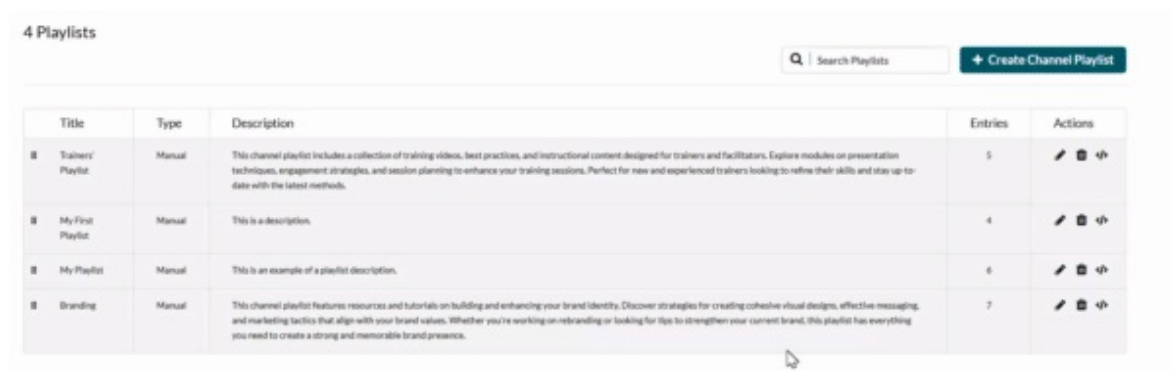 4 Playlists
Search Playlists
+ Create Channel Playlist
Title Type Description Entries Actions
Trainers' Manual This channel playlist includes a collection of training videos, best practices, and instructional content designed for trainers and facilitators. Explore modules on presentation 5
Playlist techniques, engagement strategies, and session planning to enhance your training sessions. Perfect for new and experienced trainers looking to refine their skills and stay up-to-
date with the latest methods.
My First Manual This is a description. 4
Playlist
My Playlist Manual This is an example of a playlist description. 6
Branding Manual This channel playlist features resources and tutorials on building and enhancing your brand identity. Discover strategies for creating cohesive visual designs, effective messaging, 7
and marketing tactics that align with your brand values. Whether you're working on rebranding or looking for tips to strengthen your current brand, this playlist has everything
you need to create a strong and memorable brand presence.